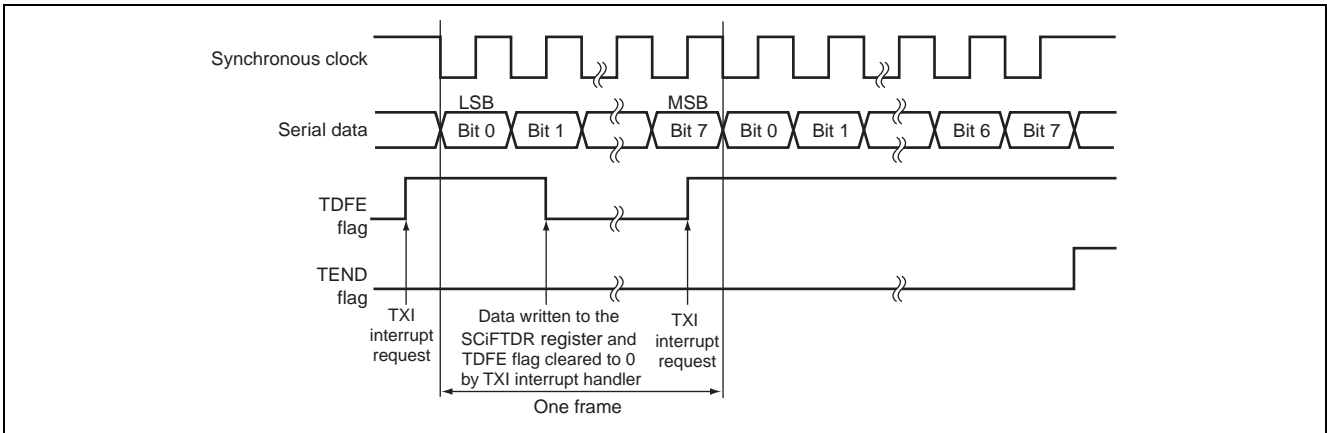 Synchronous clock
LSB MSB
Serial data Bit 0 Bit 1 Bit 7 Bit 0 Bit 1 Bit 6 Bit 7
TDFE
flag
TEND
flag
TXI
interrupt
request
Data written to the
SCiFTDR register and
TDFE flag cleared to 0
by TXI interrupt handler
TXI
interrupt
request
One frame